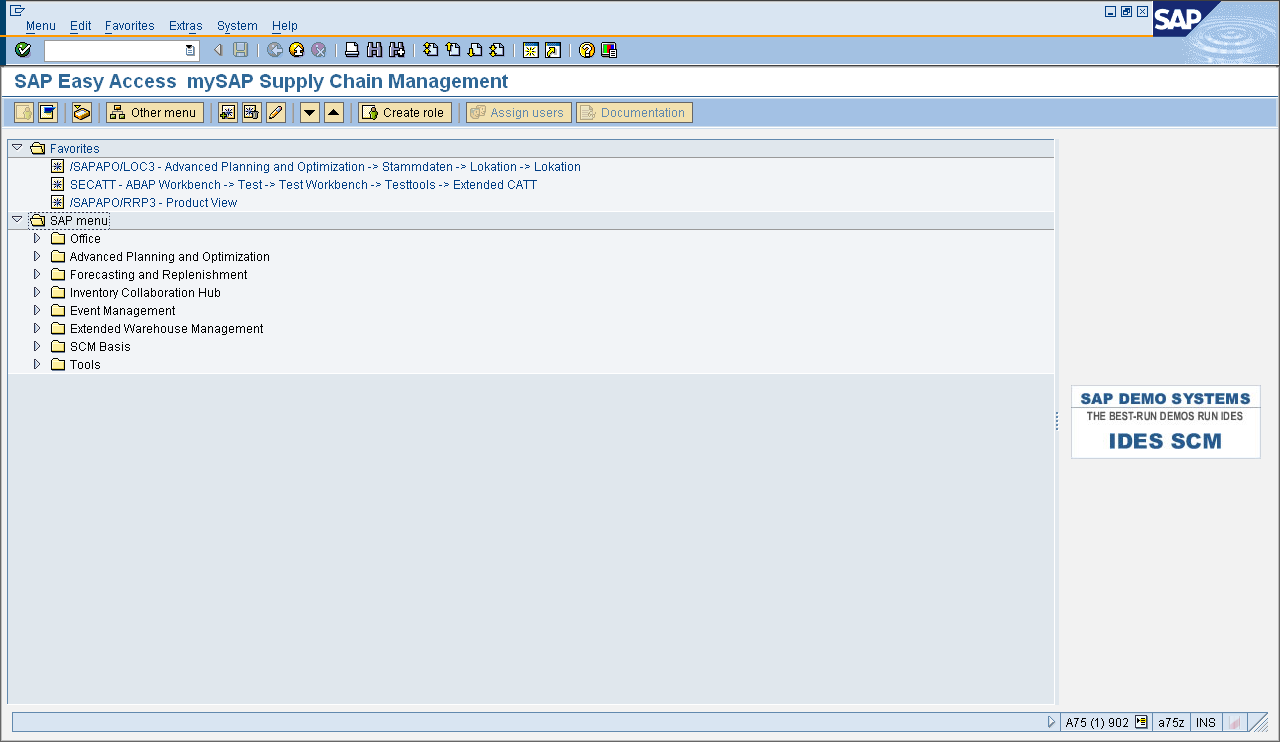 Menu Edit Favorites Extras System Help
SAP
SAP Easy Access mySAP Supply Chain Management
Other menu Create role Assign users Documentation
Favorites
/SAPAPO/LOC3 - Advanced Planning and Optimization -> Stammdaten -> Lokation -> Lokation
SECATT - ABAP Workbench -> Test -> Test Workbench -> Testtools -> Extended CATT
/SAPAPO/RRP3 - Product View
SAP menu
Office
Advanced Planning and Optimization
Forecasting and Replenishment
Inventory Collaboration Hub
Event Management
Extended Warehouse Management
SCM Basis
Tools
SAP DEMO SYSTEMS
THE BEST-RUN DEMOS RUN IDES
IDES SCM
A75 (1) 902 a75z INS